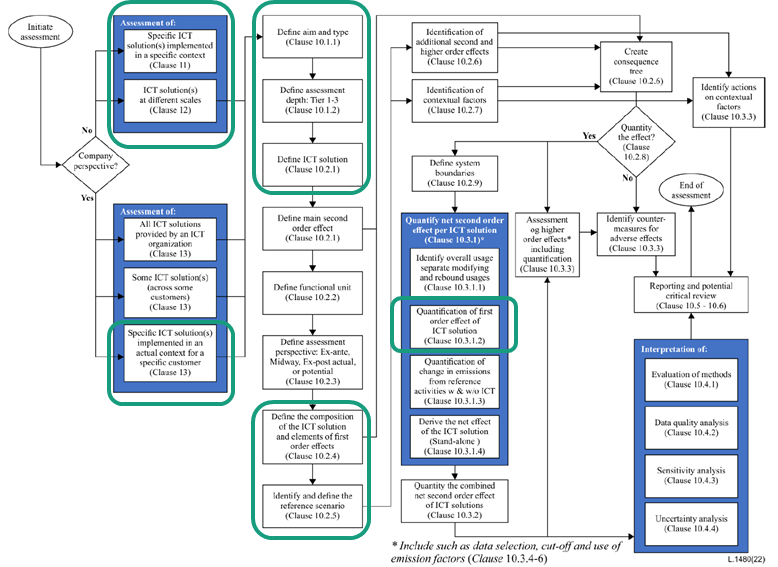 Initiate
assessment
Company
perspective?
No
Yes
Assessment of:
Specific ICT
solution(s) implemented
in a specific context
(Clause 11)
ICT solution(s)
at different scales
(Clause 12)
Assessment of:
All ICT solutions
provided by an ICT
organization
(Clause 13)
Some ICT solution(s)
(across some
customers)
(Clause 13)
Specific ICT solution(s)
implemented in an
actual context for a
specific customer
(Clause 13)
Define aim and type
(Clause 10.1.1)
Define assessment
depth: Tier 1-3
(Clause 10.1.2)
Define ICT solution
(Clause 10.2.1)
Define main second
order effect
(Clause 10.2.1)
Define functional unit
(Clause 10.2.2)
Define assessment
perspective: Ex-ante,
Midway, Ex-post actual,
or potential
(Clause 10.2.3)
Define the composition
of the ICT solution
and elements of first
order effects
(Clause 10.2.4)
Identify and define the
reference scenario
(Clause 10.2.5)
Identification of
additional second and
higher order effects
(Clause 10.2.6)
Identification of
contextual factors
(Clause 10.2.7)
Create
consequence
tree
(Clause 10.2.6)
Identify actions
on contextual
factors
(Clause 10.3.3)
Quantify
the effect?
(Clause
10.2.8)
Yes
No
Define system
boundaries
(Clause 10.2.9)
Quantify net second order
effect per ICT solution
(Clause 10.3.1)*
Identify overall usage
separate modifying
and rebound usages
(Clause 10.3.1.1)
Quantification of first
order effect of
ICT solution
(Clause 10.3.1.2)
Quantification of
change in emissions
from reference
activities w & w/o ICT
(Clause 10.3.1.3)
Derive the net effect
of the ICT solution
(Stand-alone )
(Clause 10.3.1.4)
Quantify the combined
net second order effect
of ICT solutions
(Clause 10.3.2)
Assessment
og higher
order effects*
including
quantification
(Clause 10.3.3)
Identify counter-
measures for
adverse effects
(Clause 10.3.3)
End of
assessment
Reporting and potential
critical review
(Clause 10.5 - 10.6)
Interpretation of:
Evaluation of methods
(Clause 10.4.1)
Data quality analysis
(Clause 10.4.2)
Sensitivity analysis
(Clause 10.4.3)
Uncertainty analysis
(Clause 10.4.4)
* Include such as data selection, cut-off and use of
emission factors (Clause 10.3.4-6)
L.1480(22)